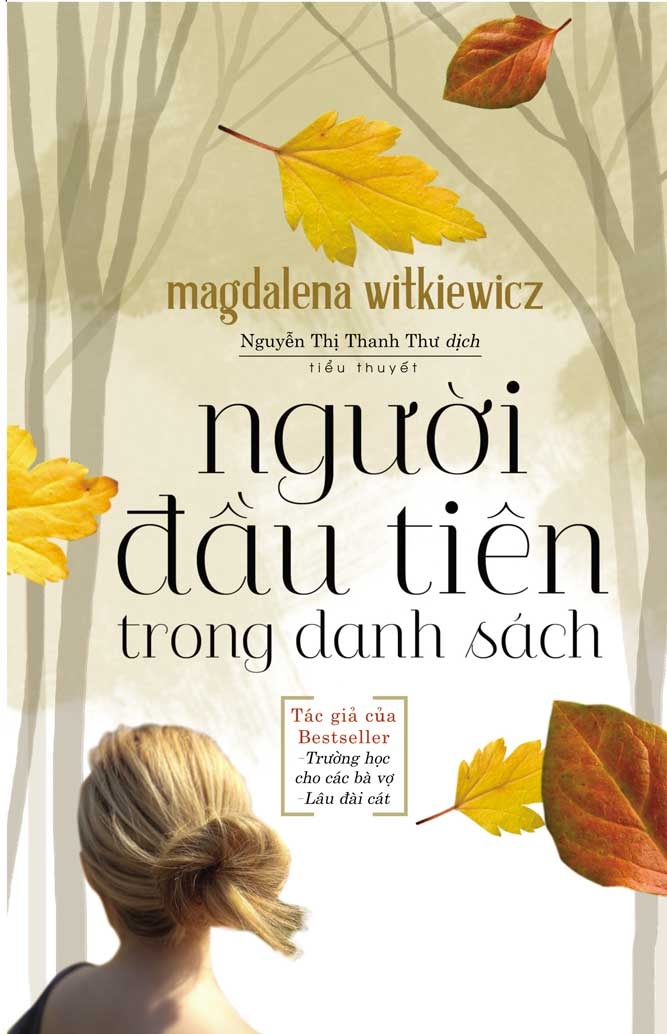 magdalena witkiewicz
Nguyễn Thị Thanh Thư dịch
tiểu thuyết
người
đầu tiên
trong danh sách
Tác giả của
Bestseller
-Trường học
cho các bà vợ
-Lâu đài cát